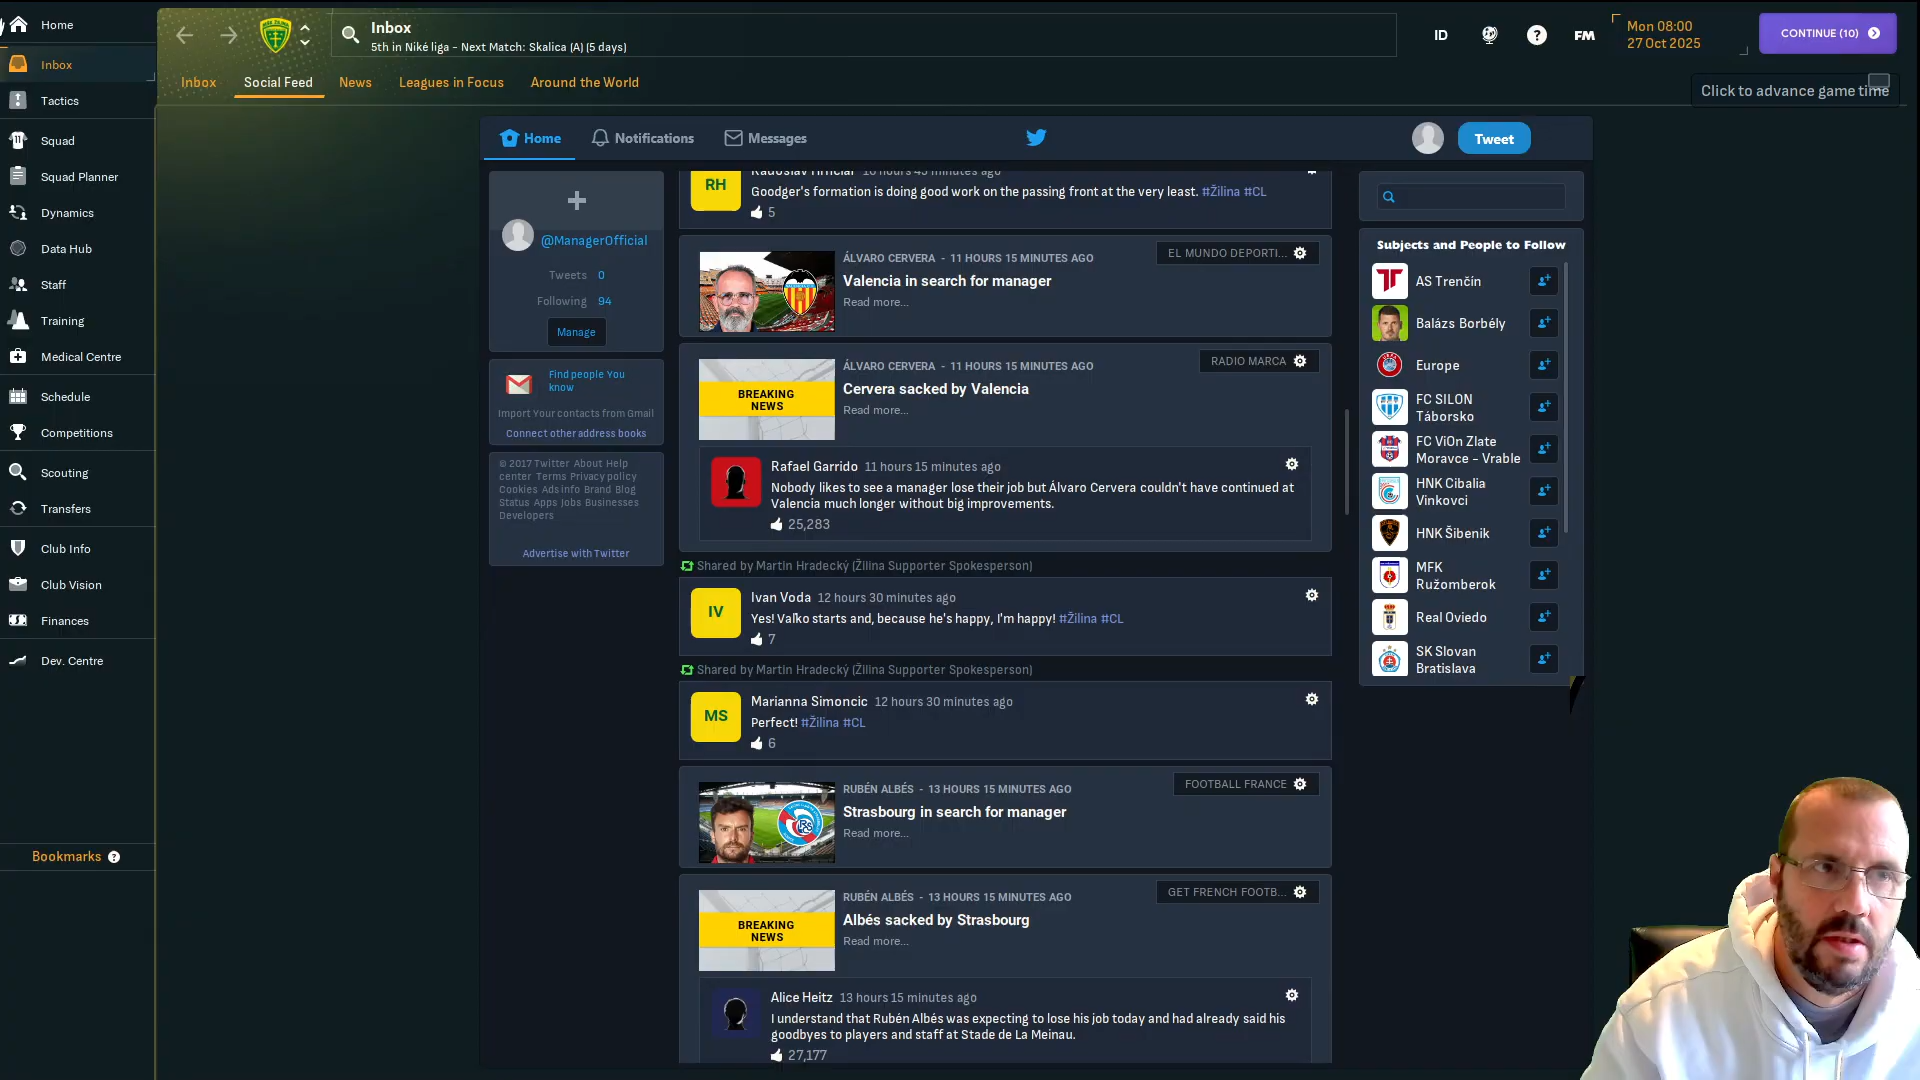 Home
Inbox
Tactics
Squad
Squad Planner
Dynamics
Data Hub
Staff
Training
Medical Centre
Schedule
Competitions
Scouting
Transfers
Club Info
Club Vision
Finances
Dev. Centre
Bookmarks ?
Inbox
5th in Niké liga - Next Match: Skalica (A) (5 days)
ID
?
FM
Mon 08:00
27 Oct 2025
CONTINUE (10)
Click to advance game time
Inbox
Social Feed
News
Leagues in Focus
Around the World
Home
Notifications
Messages
Tweet
@ManagerOfficial
Tweets 0
Following 94
Manage
Find people You
know
Import Your contacts from Gmail
Connect other address books
© 2017 Twitter About Help
center Terms Privacy policy
Cookies Ads info Brand Blog
Status Apps Jobs Businesses
Developers
Advertise with Twitter
RH
Goodger's formation is doing good work on the passing front at the very least. #Žilina #CL
5
ÁLVARO CERVERA - 11 HOURS 15 MINUTES AGO
EL MUNDO DEPORTI...
Valencia in search for manager
Read more...
BREAKING
NEWS
ÁLVARO CERVERA - 11 HOURS 15 MINUTES AGO
RADIO MARCA
Cervera sacked by Valencia
Read more...
Rafael Garrido 11 hours 15 minutes ago
Nobody likes to see a manager lose their job but Álvaro Cervera couldn't have continued at
Valencia much longer without big improvements.
25,283
Shared by Martin Hradecký (Žilina Supporter Spokesperson)
IV
Ivan Voda 12 hours 30 minutes ago
Yes! Vaľko starts and, because he's happy, I'm happy! #Žilina #CL
7
Shared by Martin Hradecký (Žilina Supporter Spokesperson)
MS
Marianna Simoncic 12 hours 30 minutes ago
Perfect! #Žilina #CL
6
RUBÉN ALBÉS - 13 HOURS 15 MINUTES AGO
FOOTBALL FRANCE
Strasbourg in search for manager
Read more...
BREAKING
NEWS
RUBÉN ALBÉS - 13 HOURS 15 MINUTES AGO
GET FRENCH FOOTB...
Albés sacked by Strasbourg
Read more...
Alice Heitz 13 hours 15 minutes ago
I understand that Rubén Albés was expecting to lose his job today and had already said his
goodbyes to players and staff at Stade de La Meinau.
27,177
Subjects and People to Follow
AS Trenčín
Balázs Borbély
Europe
FC SILON
Táborsko
FC ViOn Zlate
Moravce - Vrable
HNK Cibalia
Vinkovci
HNK Šibenik
MFK
Ružomberok
Real Oviedo
SK Slovan
Bratislava